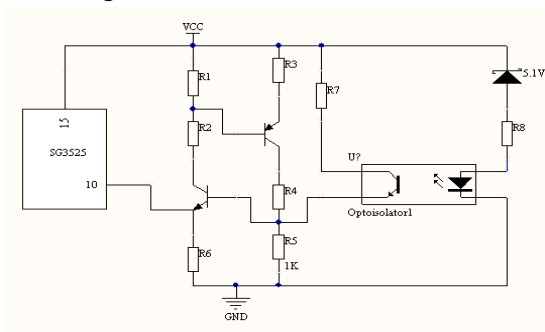 VCC
R1
R3
R7
5.1V
15
R2
R8
SG3525
U?
10
R4
Optoisolator1
R5
R6
1K
GND